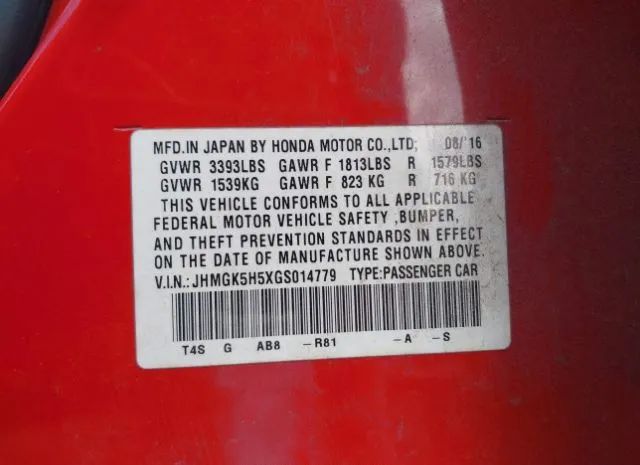 MFD.IN JAPAN BY HONDA MOTOR CO.,LTD; 08/'16
GVWR 3393LBS GAWR F 1813LBS R 1579LBS
GVWR 1539KG GAWR F 823 KG R 716 KG
THIS VEHICLE CONFORMS TO ALL APPLICABLE
FEDERAL MOTOR VEHICLE SAFETY ,BUMPER,
AND THEFT PREVENTION STANDARDS IN EFFECT
ON THE DATE OF MANUFACTURE SHOWN ABOVE.
V.I.N.:JHMGK5H5XGS014779 TYPE:PASSENGER CAR
T4S G AB8 -R81 -A -S